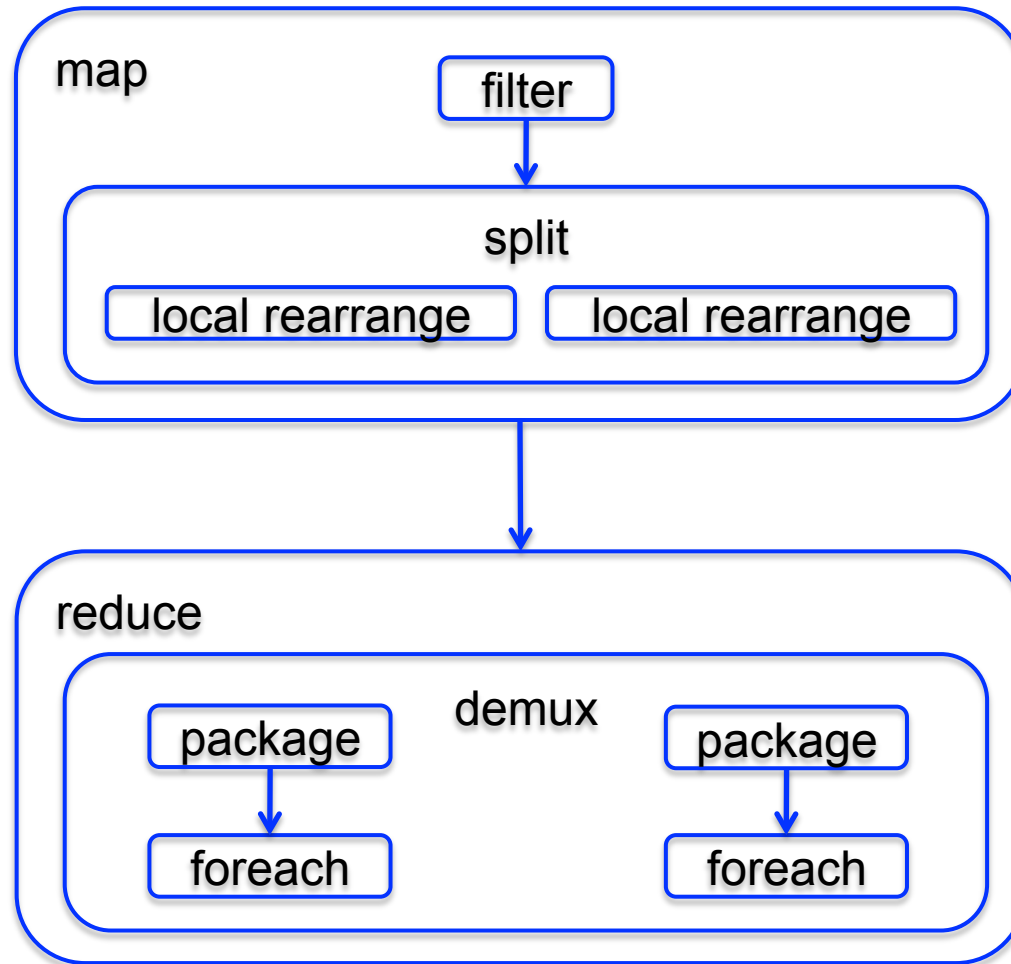 map
filter
split
local rearrange
local rearrange
reduce
demux
package
package
foreach
foreach